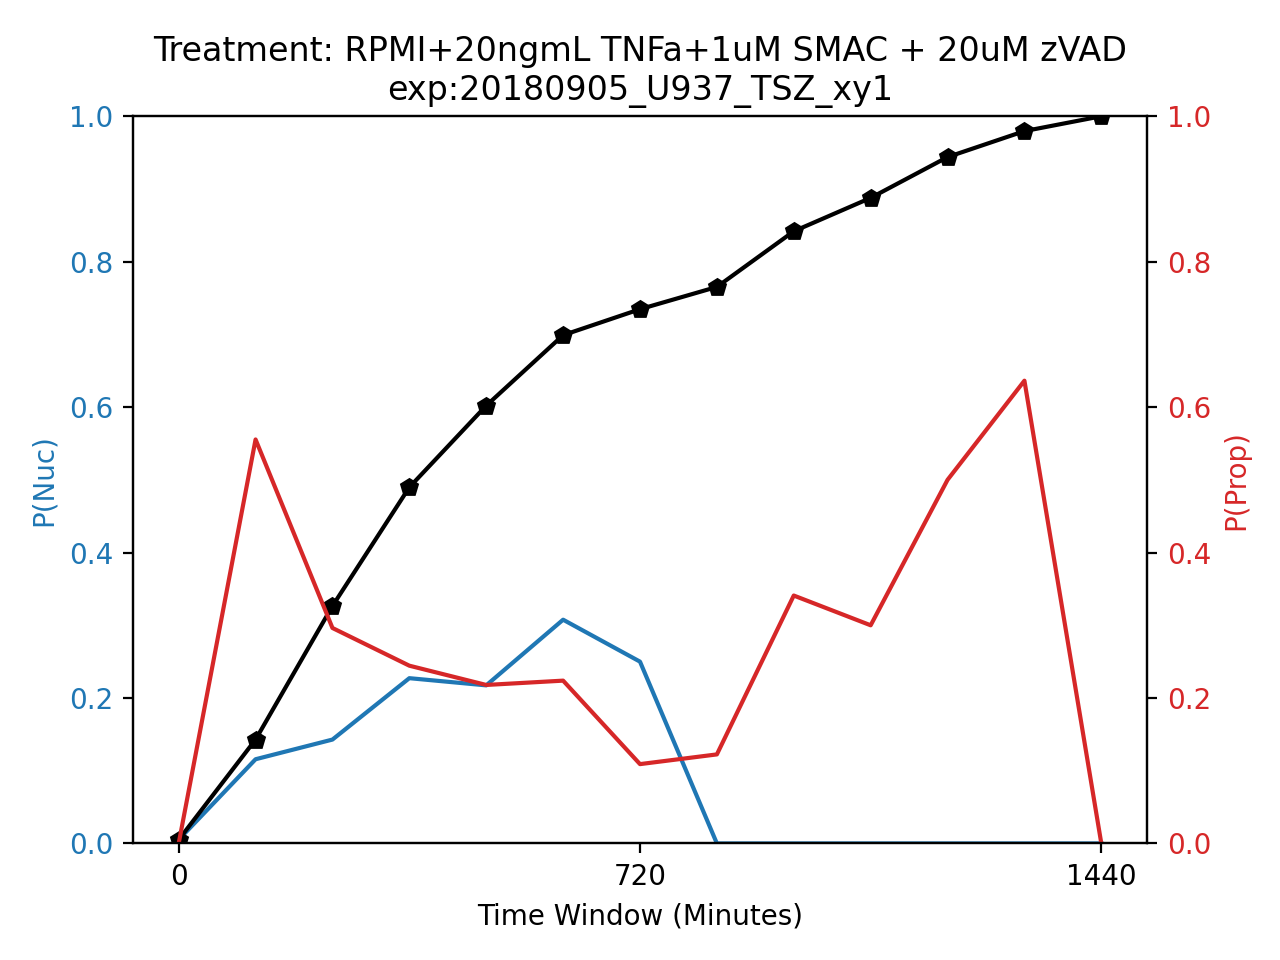 Treatment: RPMI+20ngmL TNFa+1uM SMAC + 20uM zVAD
exp:20180905_U937_TSZ_xy1
1.0
0.8
0.6
0.4
0.2
0.0
P(Nuc)
1.0
0.8
0.6
0.4
0.2
0.0
P(Prop)
0 720 1440
Time Window (Minutes)